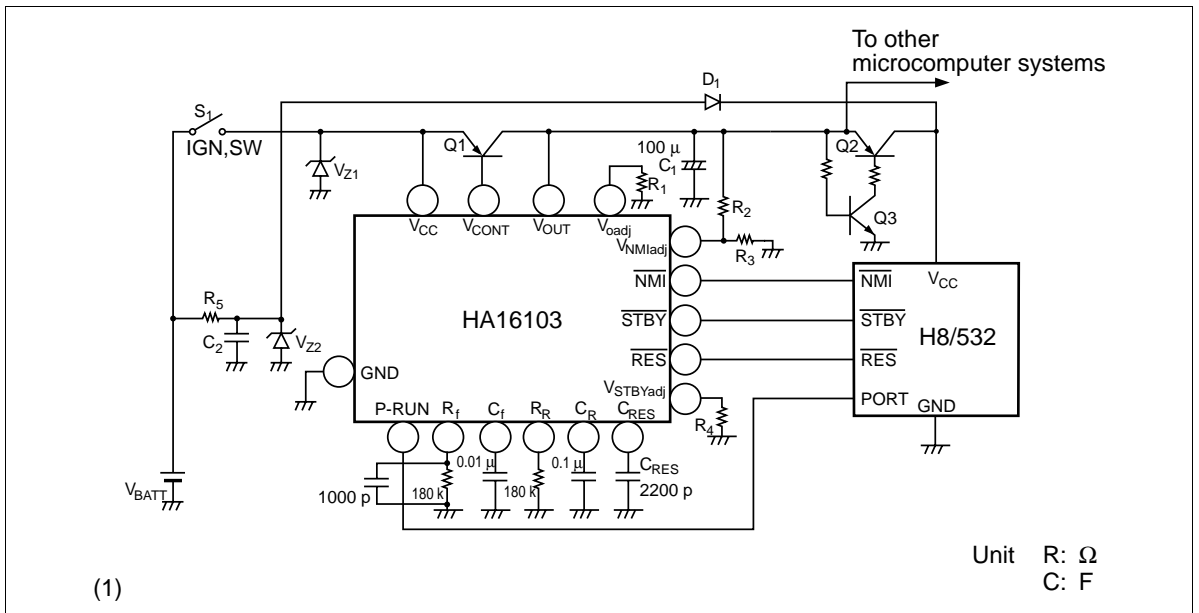 To other
microcomputer systems
D1
S1
IGN,SW
Q1
Q2
VZ1
100 μ
C1
R1
R2
Q3
VCC
VCONT
VOUT
Voadj
VNMIadj
R3
NMI
NMI
VCC
R5
HA16103
STBY
STBY
H8/532
C2
VZ2
RES
RES
GND
VSTBYadj
PORT
P-RUN
Rf
Cf
RR
CR
CRES
R4
GND
0.01 μ
0.1 μ
CRES
1000 p
180 k
180 k
2200 p
VBATT
Unit R: Ω
C: F
(1)